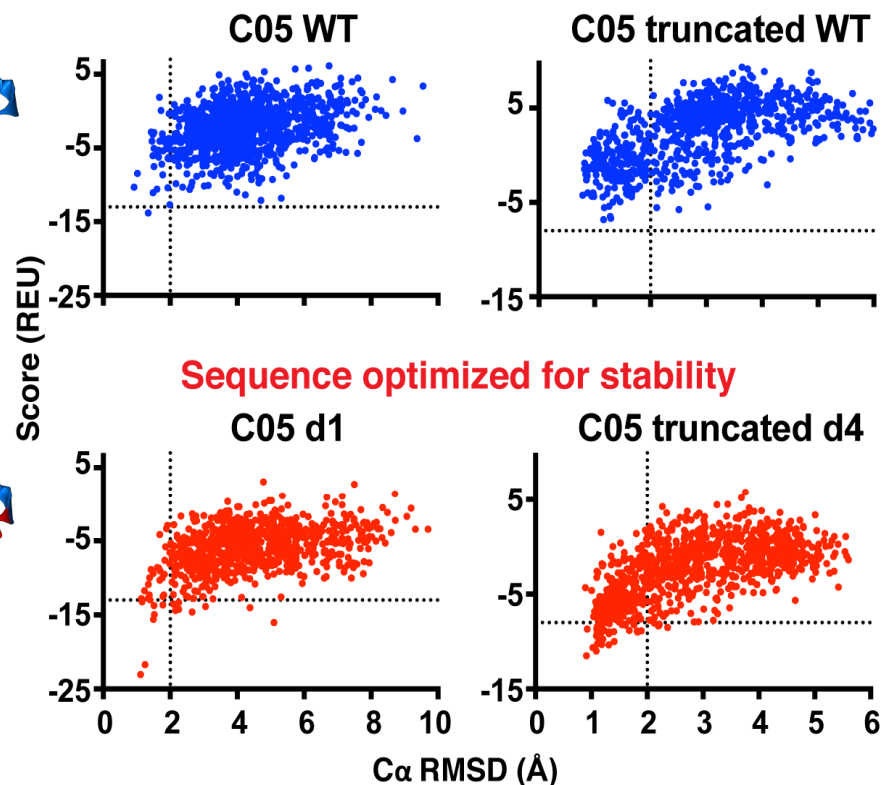 C05 WT
C05 truncated WT
5
-5
-15
-25
5
-5
-15
Score (REU)
Sequence optimized for stability
C05 d1
C05 truncated d4
5
-5
-15
-25
0 2 4 6 8 10
5
-5
-15
0 1 2 3 4 5 6
Cα RMSD (Å)